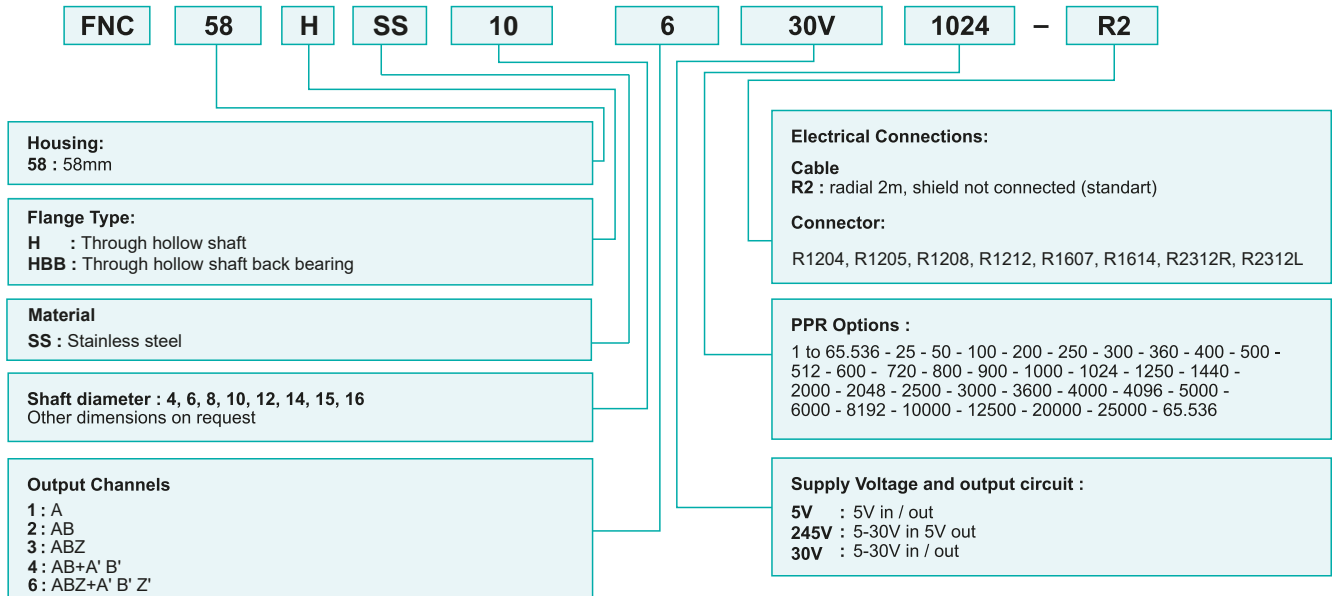 FNC 58 H SS 10 6 30V 1024 – R2
Housing:
58 : 58mm
Flange Type:
H : Through hollow shaft
HBB : Through hollow shaft back bearing
Material
SS : Stainless steel
Shaft diameter : 4, 6, 8, 10, 12, 14, 15, 16
Other dimensions on request
Output Channels
1 : A
2 : AB
3 : ABZ
4 : AB+A' B'
6 : ABZ+A' B' Z'
Electrical Connections:
Cable
R2 : radial 2m, shield not connected (standart)
Connector:
R1204, R1205, R1208, R1212, R1607, R1614, R2312R, R2312L
PPR Options :
1 to 65.536 - 25 - 50 - 100 - 200 - 250 - 300 - 360 - 400 - 500 -
512 - 600 - 720 - 800 - 900 - 1000 - 1024 - 1250 - 1440 -
2000 - 2048 - 2500 - 3000 - 3600 - 4000 - 4096 - 5000 -
6000 - 8192 - 10000 - 12500 - 20000 - 25000 - 65.536
Supply Voltage and output circuit :
5V : 5V in / out
245V : 5-30V in 5V out
30V : 5-30V in / out